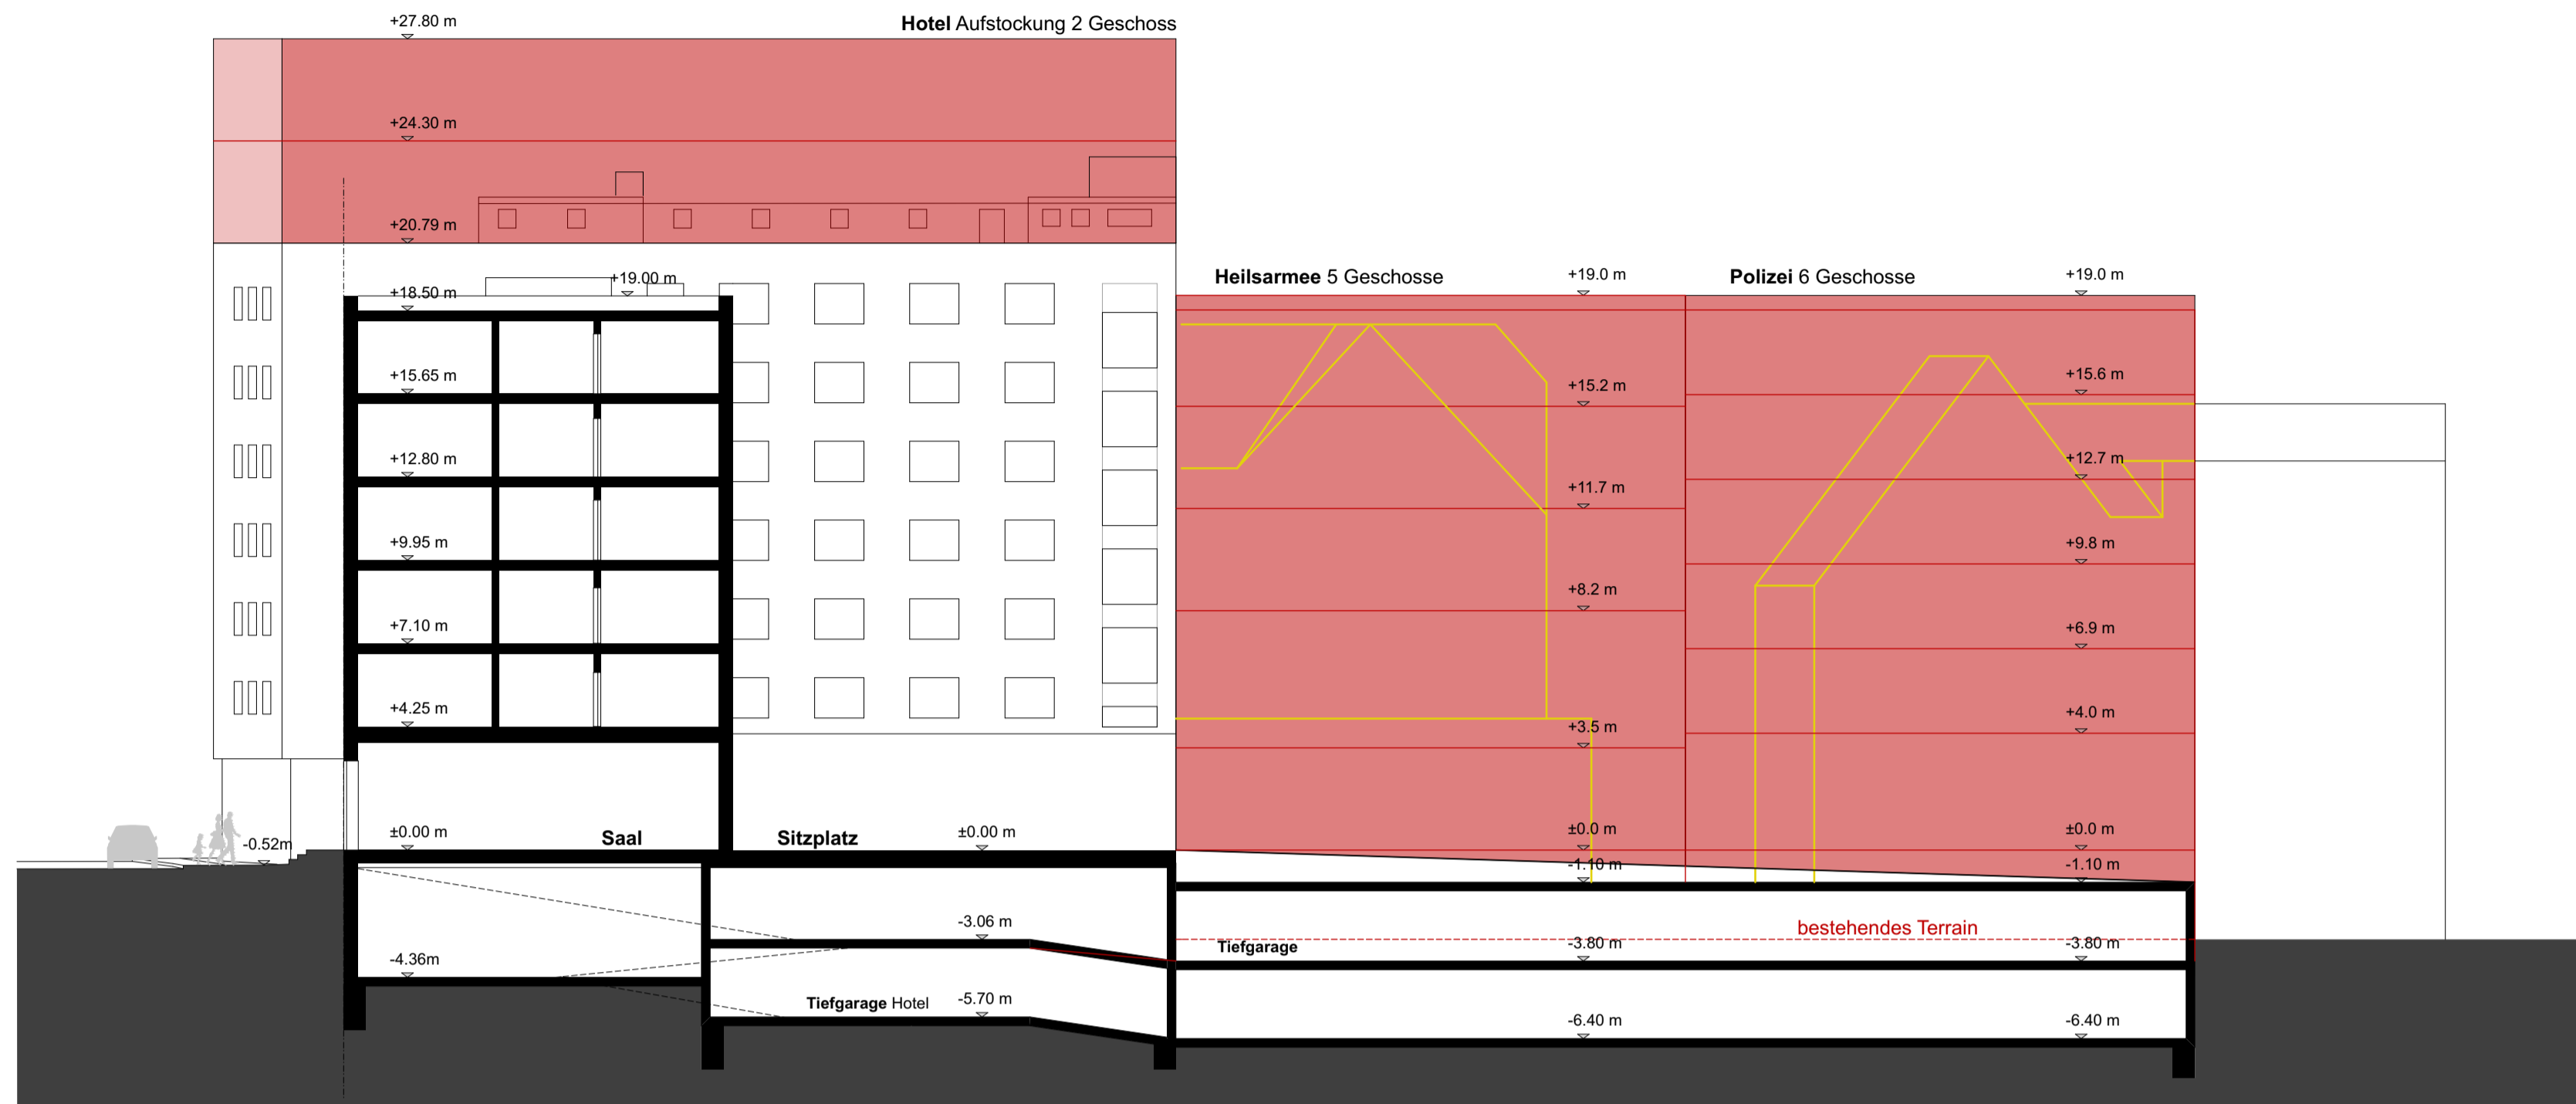 +27.80 m
Hotel Aufstockung 2 Geschoss
+24.30 m
+20.79 m
+19.00 m
+18.50 m
Heilsarmee 5 Geschosse
+19.0 m
Polizei 6 Geschosse
+19.0 m
+15.65 m
+15.2 m
+15.6 m
+12.80 m
+12.7 m
+11.7 m
+9.95 m
+9.8 m
+8.2 m
+7.10 m
+6.9 m
+4.25 m
+3.5 m
+4.0 m
-0.52m
±0.00 m
Saal
Sitzplatz
±0.00 m
±0.0 m
±0.0 m
-1.10 m
-1.10 m
-3.06 m
bestehendes Terrain
Tiefgarage
-3.80 m
-3.80 m
-4.36m
Tiefgarage Hotel
-5.70 m
-6.40 m
-6.40 m